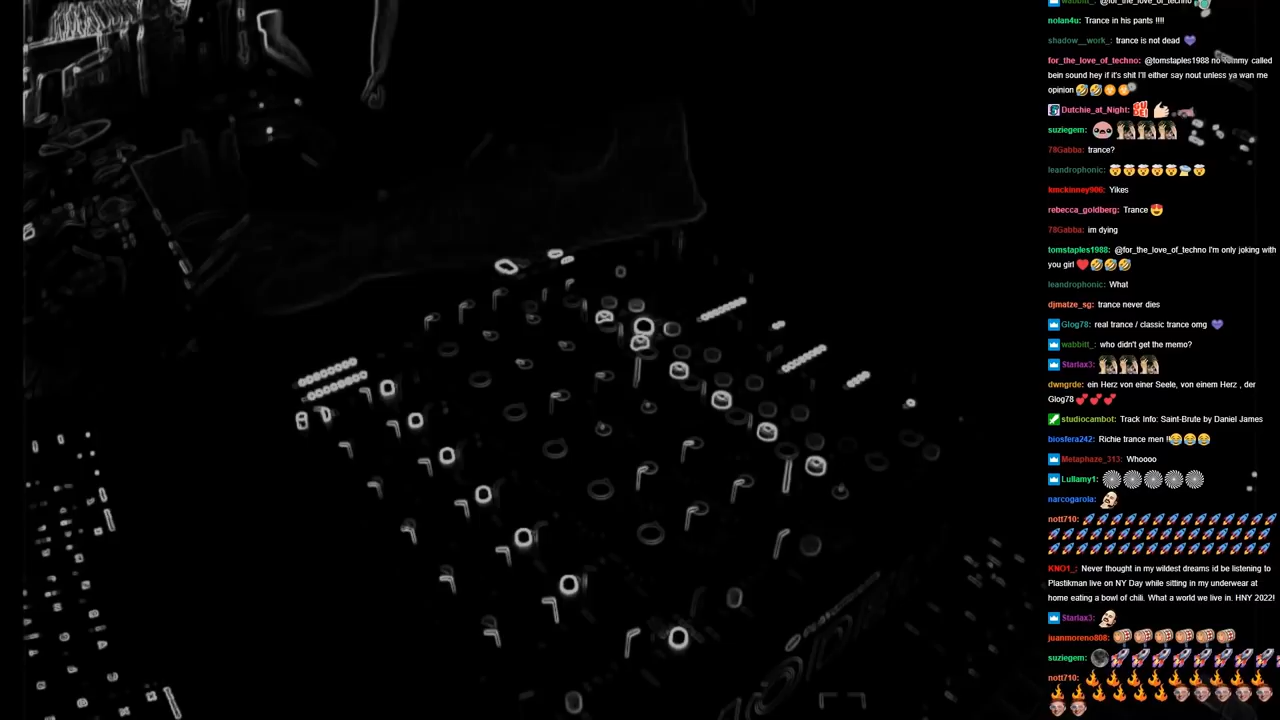 wabbitt_: @for_the_love_of_techno
nolan4u: Trance in his pants !!!!
shadow__work_: trance is not dead 💜
for_the_love_of_techno: @tomstaples1988 no tommy called
bein sound hey if it's shit I'll either say nout unless ya wan me
opinion 🤣🤣
Dutchie_at_Night:
suziegem:
78Gabba: trance?
leandrophonic: 🤯🤯🤯🤯🤯🤯
kmckinney906: Yikes
rebecca_goldberg: Trance 😍
78Gabba: im dying
tomstaples1988: @for_the_love_of_techno I'm only joking with
you girl ❤️🤣🤣🤣
leandrophonic: What
djmatze_sg: trance never dies
Glog78: real trance / classic trance omg 💜
wabbitt_: who didn't get the memo?
Starlax3:
dwngrde: ein Herz von einer Seele, von einem Herz , der
Glog78 💕💕💕
studiocambot: Track Info: Saint-Brute by Daniel James
biosfera242: Richie trance men !!😂😂😂
Metaphaze_313: Whoooo
Lullamy1:
narcogarola:
nott710: 🚀🚀🚀🚀🚀🚀🚀🚀🚀🚀🚀🚀🚀🚀
🚀🚀🚀🚀🚀🚀🚀🚀🚀🚀🚀🚀🚀🚀🚀🚀
🚀🚀🚀🚀🚀🚀🚀🚀🚀🚀🚀🚀🚀🚀🚀🚀
KNO1_: Never thought in my wildest dreams id be listening to
Plastikman live on NY Day while sitting in my underwear at
home eating a bowl of chili. What a world we live in. HNY 2022!
Starlax3:
juanmoreno808:
suziegem:
nott710: 🔥🔥🔥🔥🔥🔥🔥🔥🔥
🔥🔥🔥🔥🔥🔥